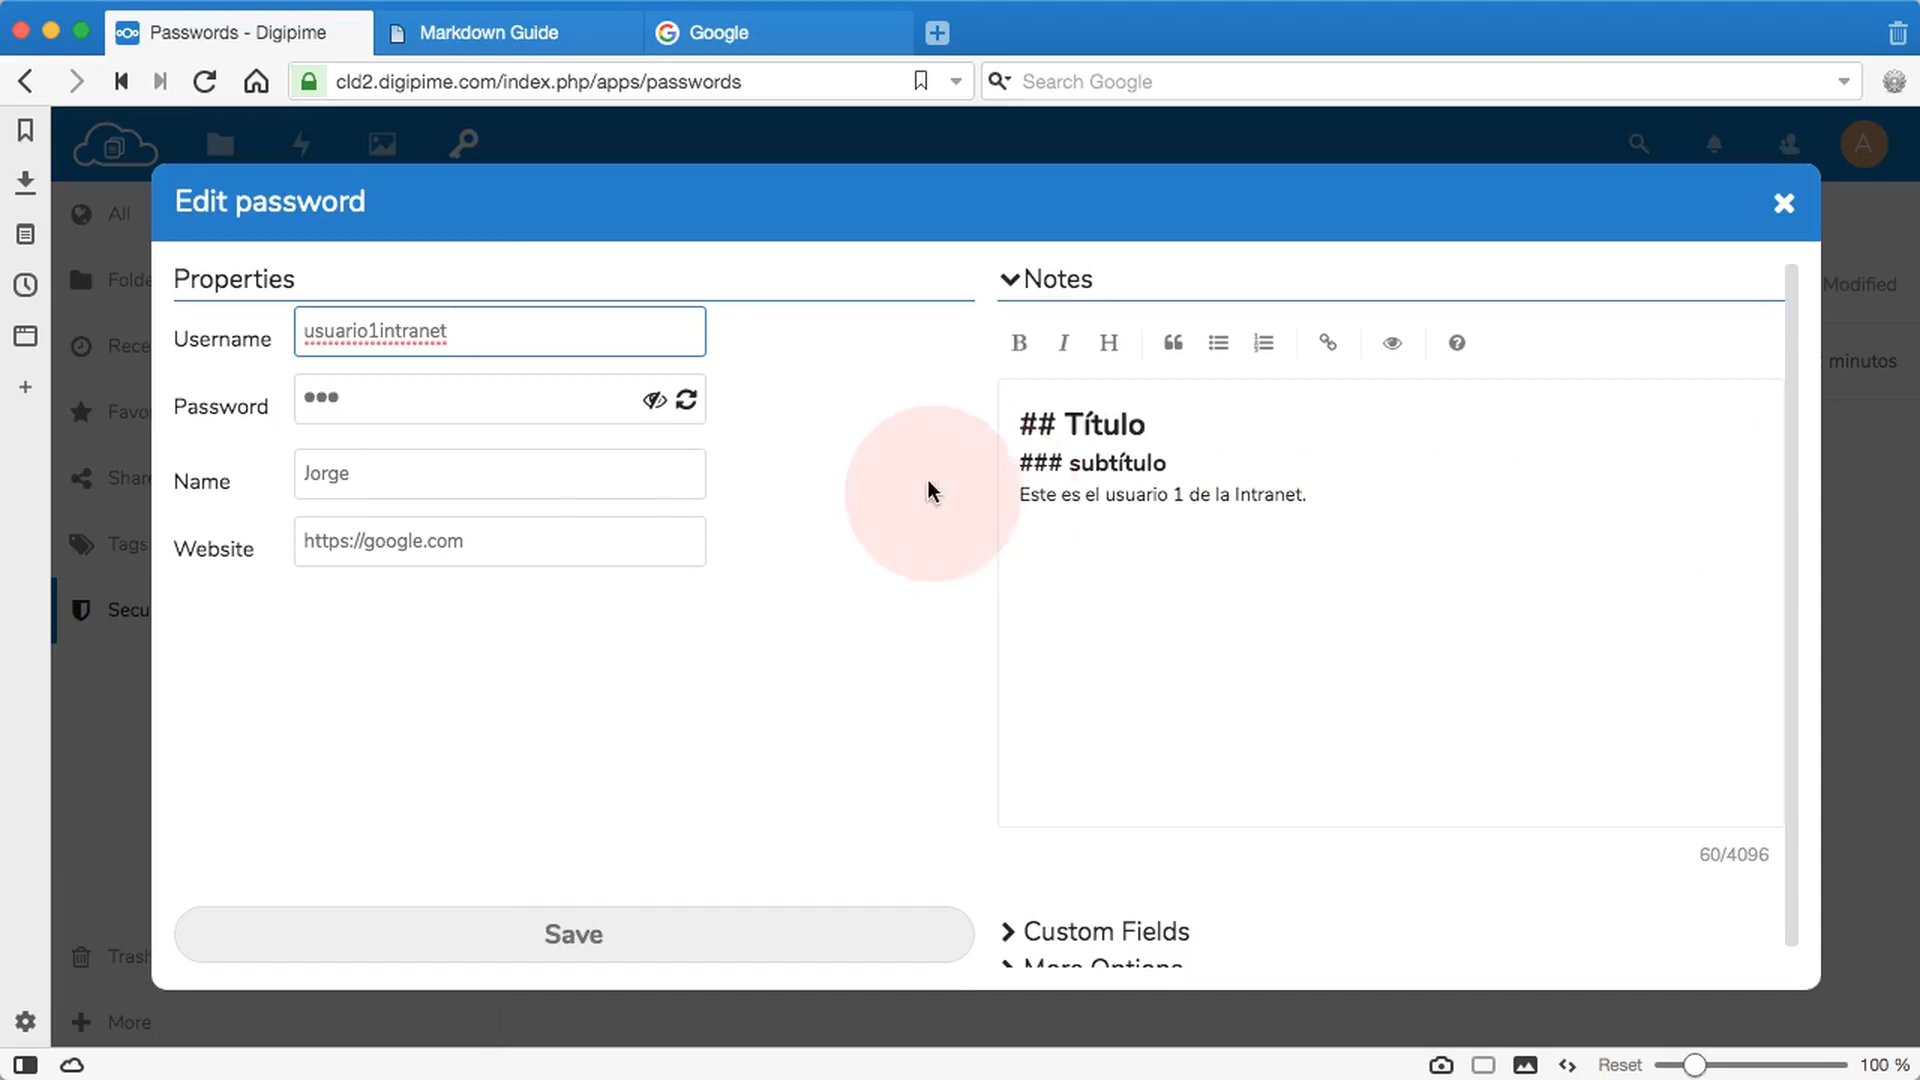 Passwords - Digipime
Markdown Guide
Google
cld2.digipime.com/index.php/apps/passwords
Search Google
A
Edit password
All
Folde
Rece
Favo
Share
Tags
Secu
Trash
More
Modified
minutos
Properties
Username
usuario1intranet
Password
Name
Jorge
Website
https://google.com
Save
Notes
B I H
## Título
### subtítulo
Este es el usuario 1 de la Intranet.
60/4096
Custom Fields
More Options
Reset
100 %